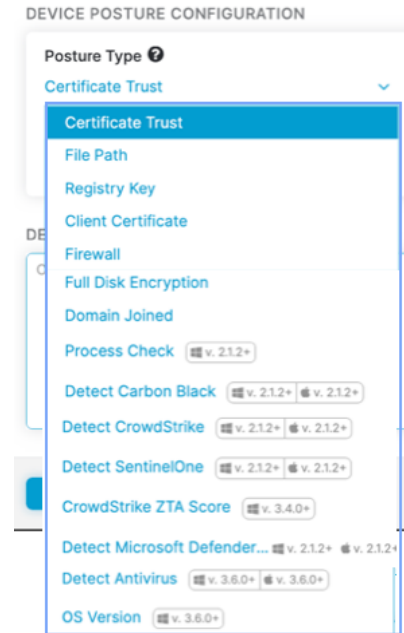 DEVICE POSTURE CONFIGURATION
Posture Type
Certificate Trust
Certificate Trust
File Path
Registry Key
Client Certificate
DE
Firewall
Full Disk Encryption
Domain Joined
Process Check v. 2.1.2+
Detect Carbon Black v. 2.1.2+ v. 2.1.2+
Detect CrowdStrike v. 2.1.2+ v. 2.1.2+
Detect SentinelOne v. 2.1.2+ v. 2.1.2+
CrowdStrike ZTA Score v. 3.4.0+
Detect Microsoft Defender... v. 2.1.2+ v. 2.1.2+
Detect Antivirus v. 3.6.0+ v. 3.6.0+
OS Version v. 3.6.0+